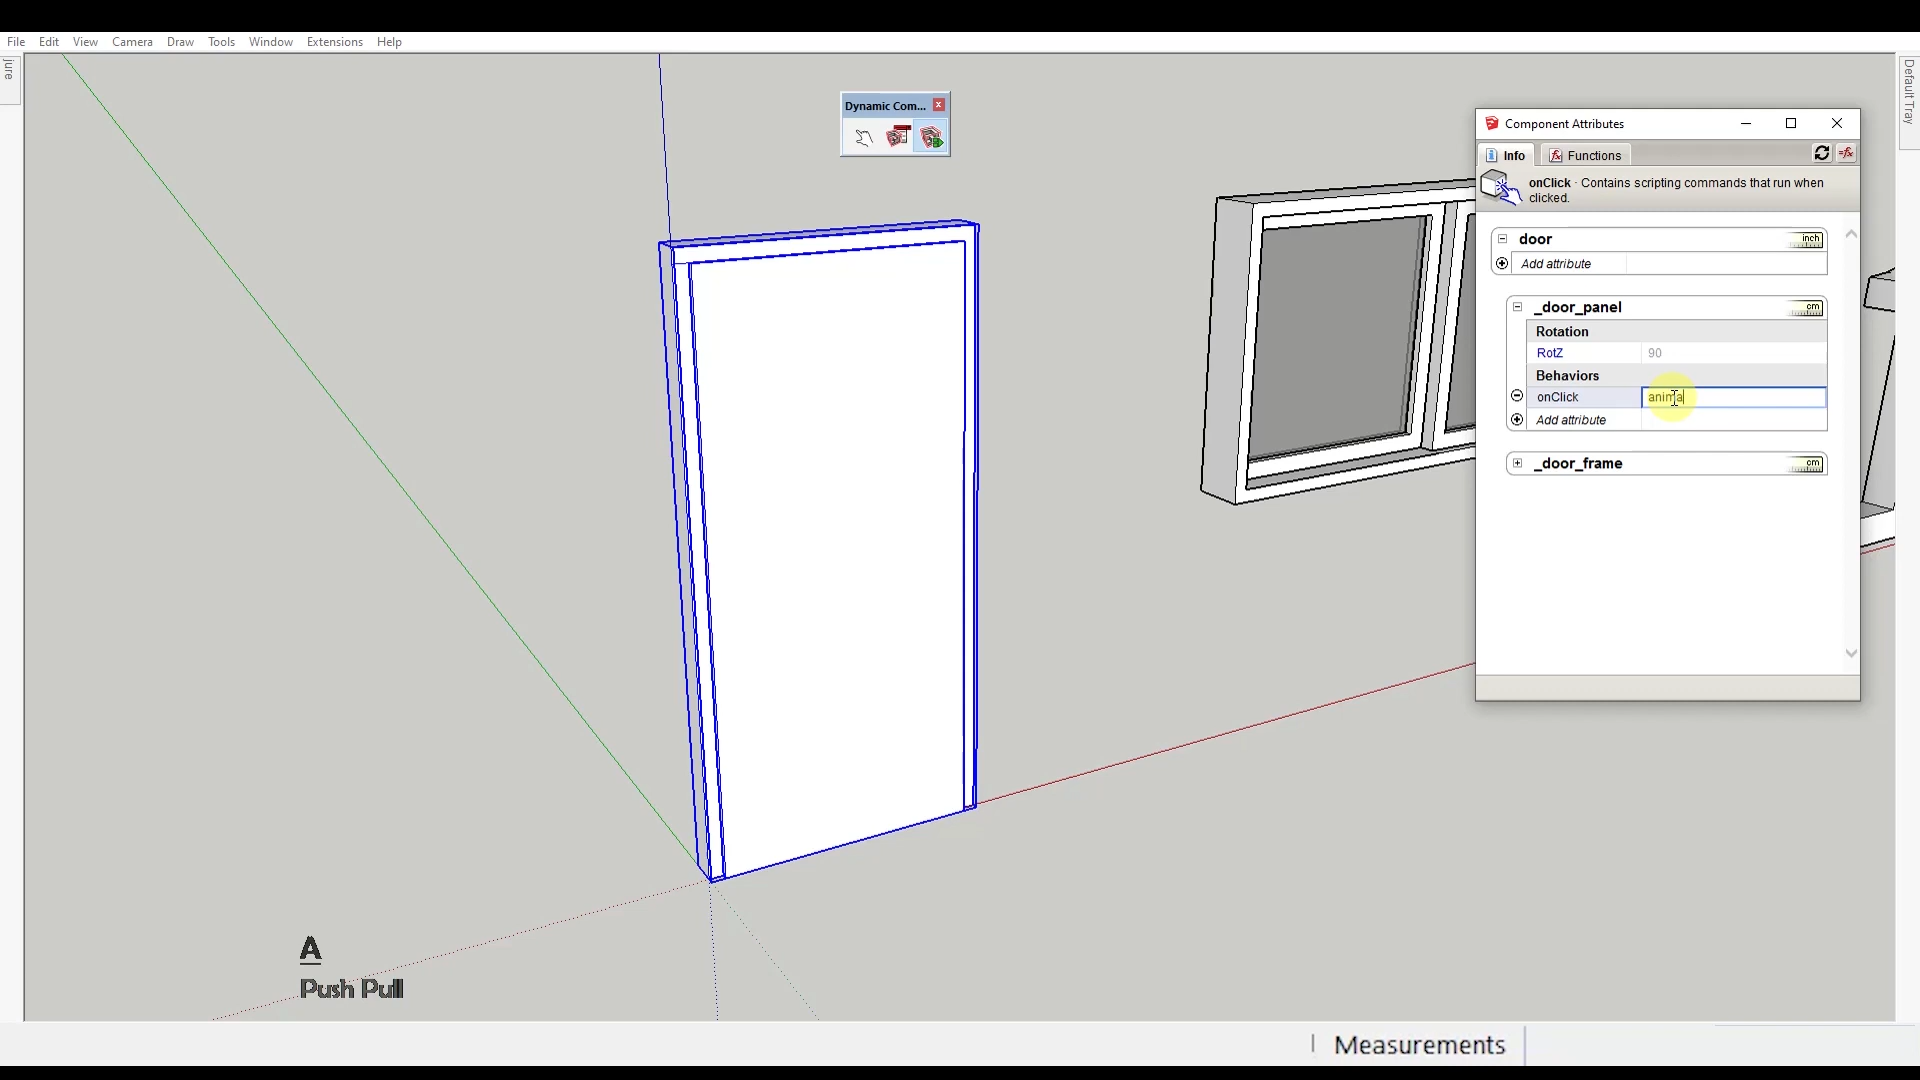 File Edit View Camera Draw Tools Window Extensions Help
jure
Default Tray
Dynamic Com...
Component Attributes
Info Functions
onClick · Contains scripting commands that run when
clicked.
door inch
Add attribute
_door_panel cm
Rotation
RotZ 90
Behaviors
onClick anima
Add attribute
_door_frame cm
A
Push Pull
Measurements